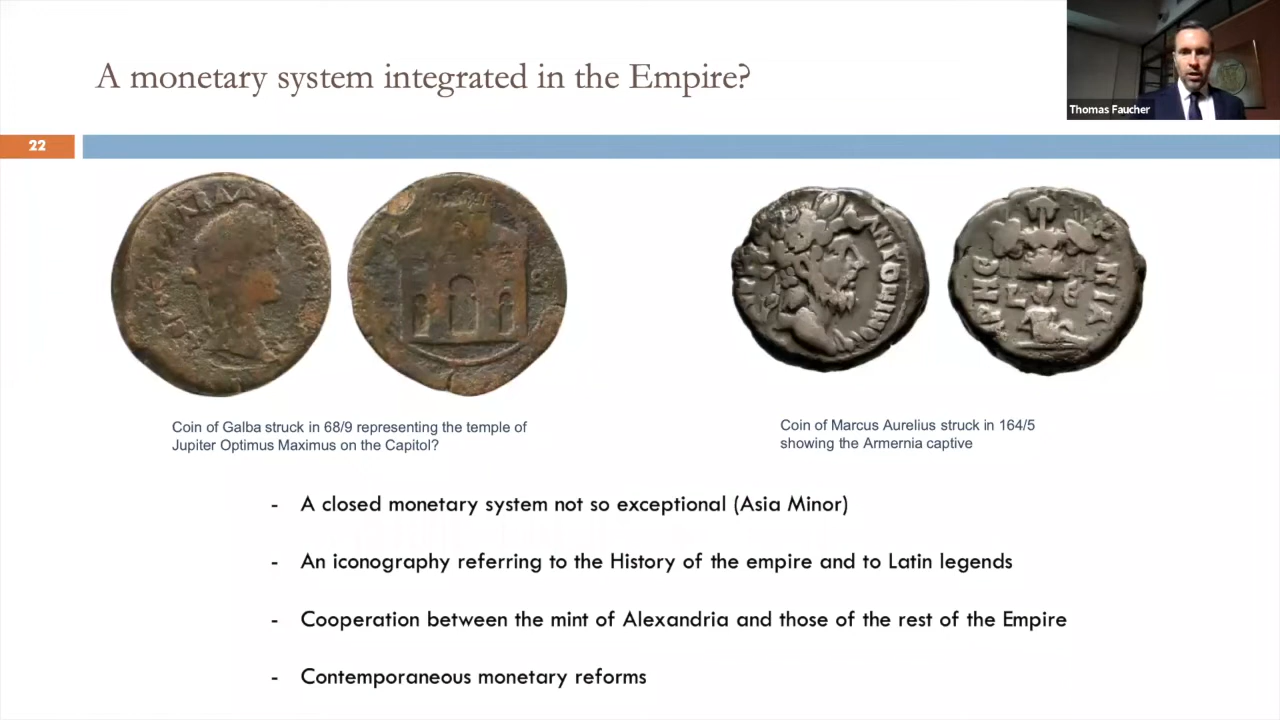 A monetary system integrated in the Empire?
Thomas Faucher
22
ΑΝΤѠΝΙΝΟC
ΑΡΜΕ
ΝΙΑ
Coin of Galba struck in 68/9 representing the temple of
Jupiter Optimus Maximus on the Capitol?
Coin of Marcus Aurelius struck in 164/5
showing the Armernia captive
- A closed monetary system not so exceptional (Asia Minor)
- An iconography referring to the History of the empire and to Latin legends
- Cooperation between the mint of Alexandria and those of the rest of the Empire
- Contemporaneous monetary reforms